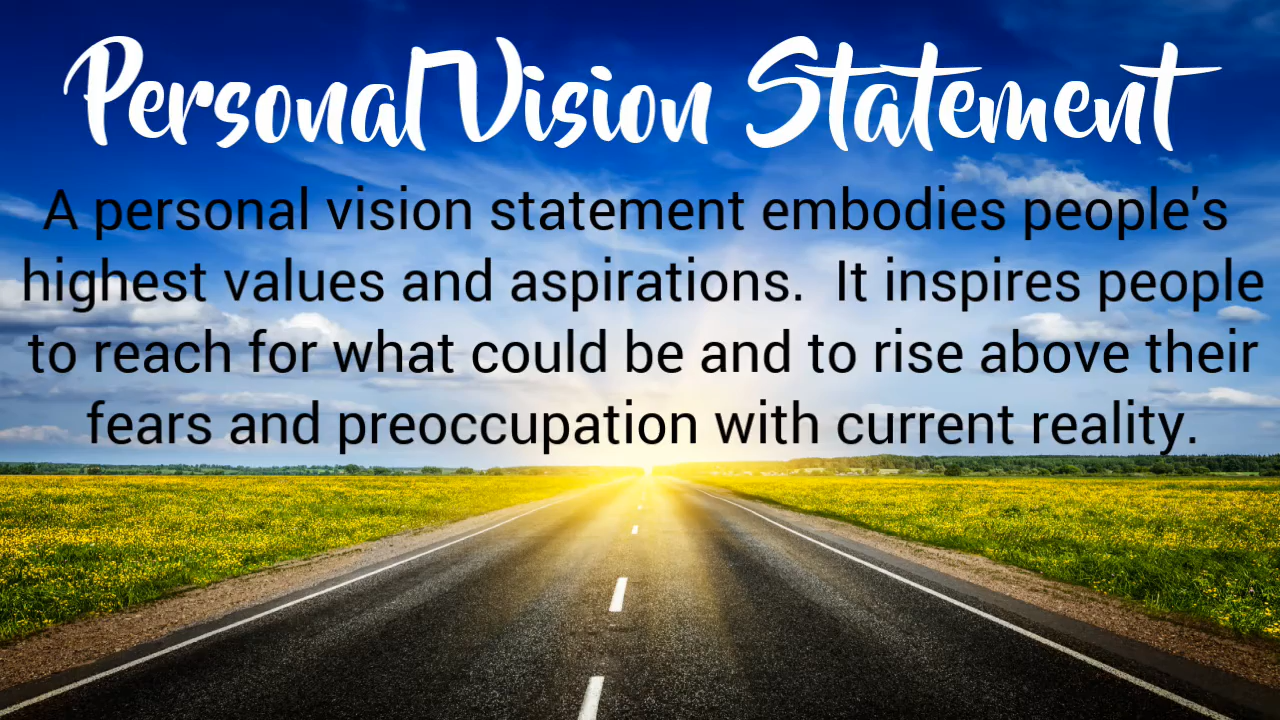 Personal Vision Statement
A personal vision statement embodies people's
highest values and aspirations.  It inspires people
to reach for what could be and to rise above their
fears and preoccupation with current reality.